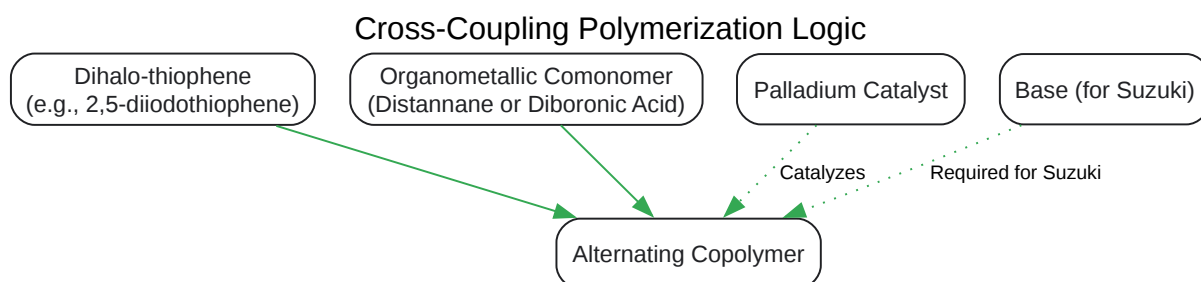 Cross-Coupling Polymerization Logic
Dihalo-thiophene
(e.g., 2,5-diiodothiophene)
Organometallic Comonomer
(Distannane or Diboronic Acid)
Palladium Catalyst
Base (for Suzuki)
Catalyzes
Required for Suzuki
Alternating Copolymer